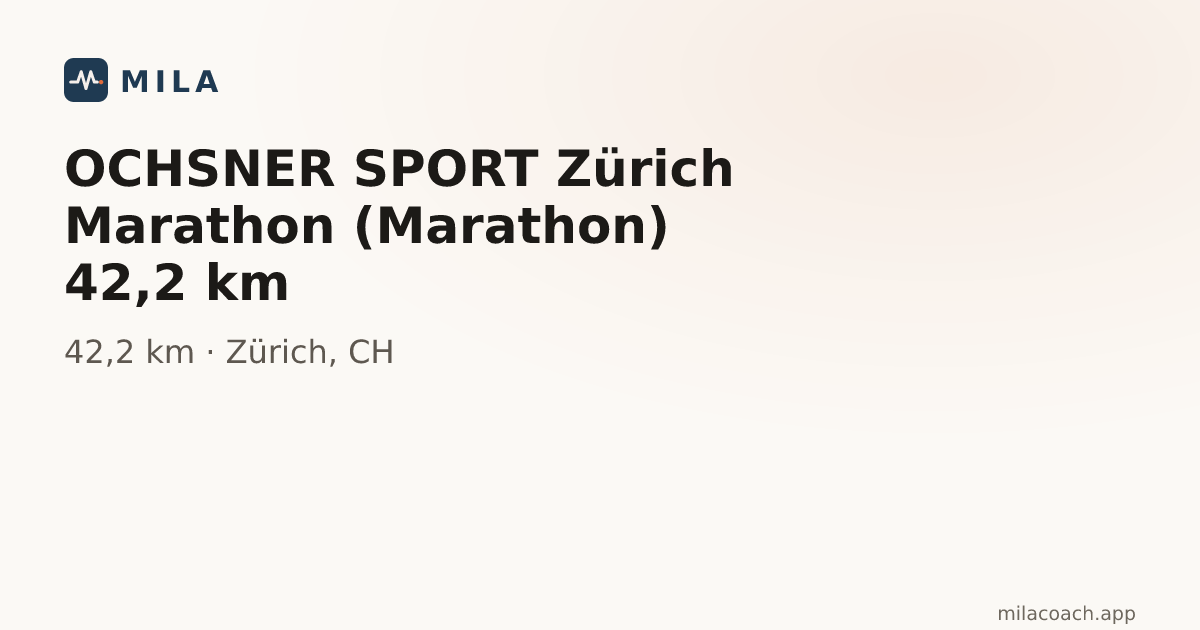 MILA
OCHSNER SPORT Zürich
Marathon (Marathon)
42,2 km
42,2 km · Zürich, CH
milacoach.app